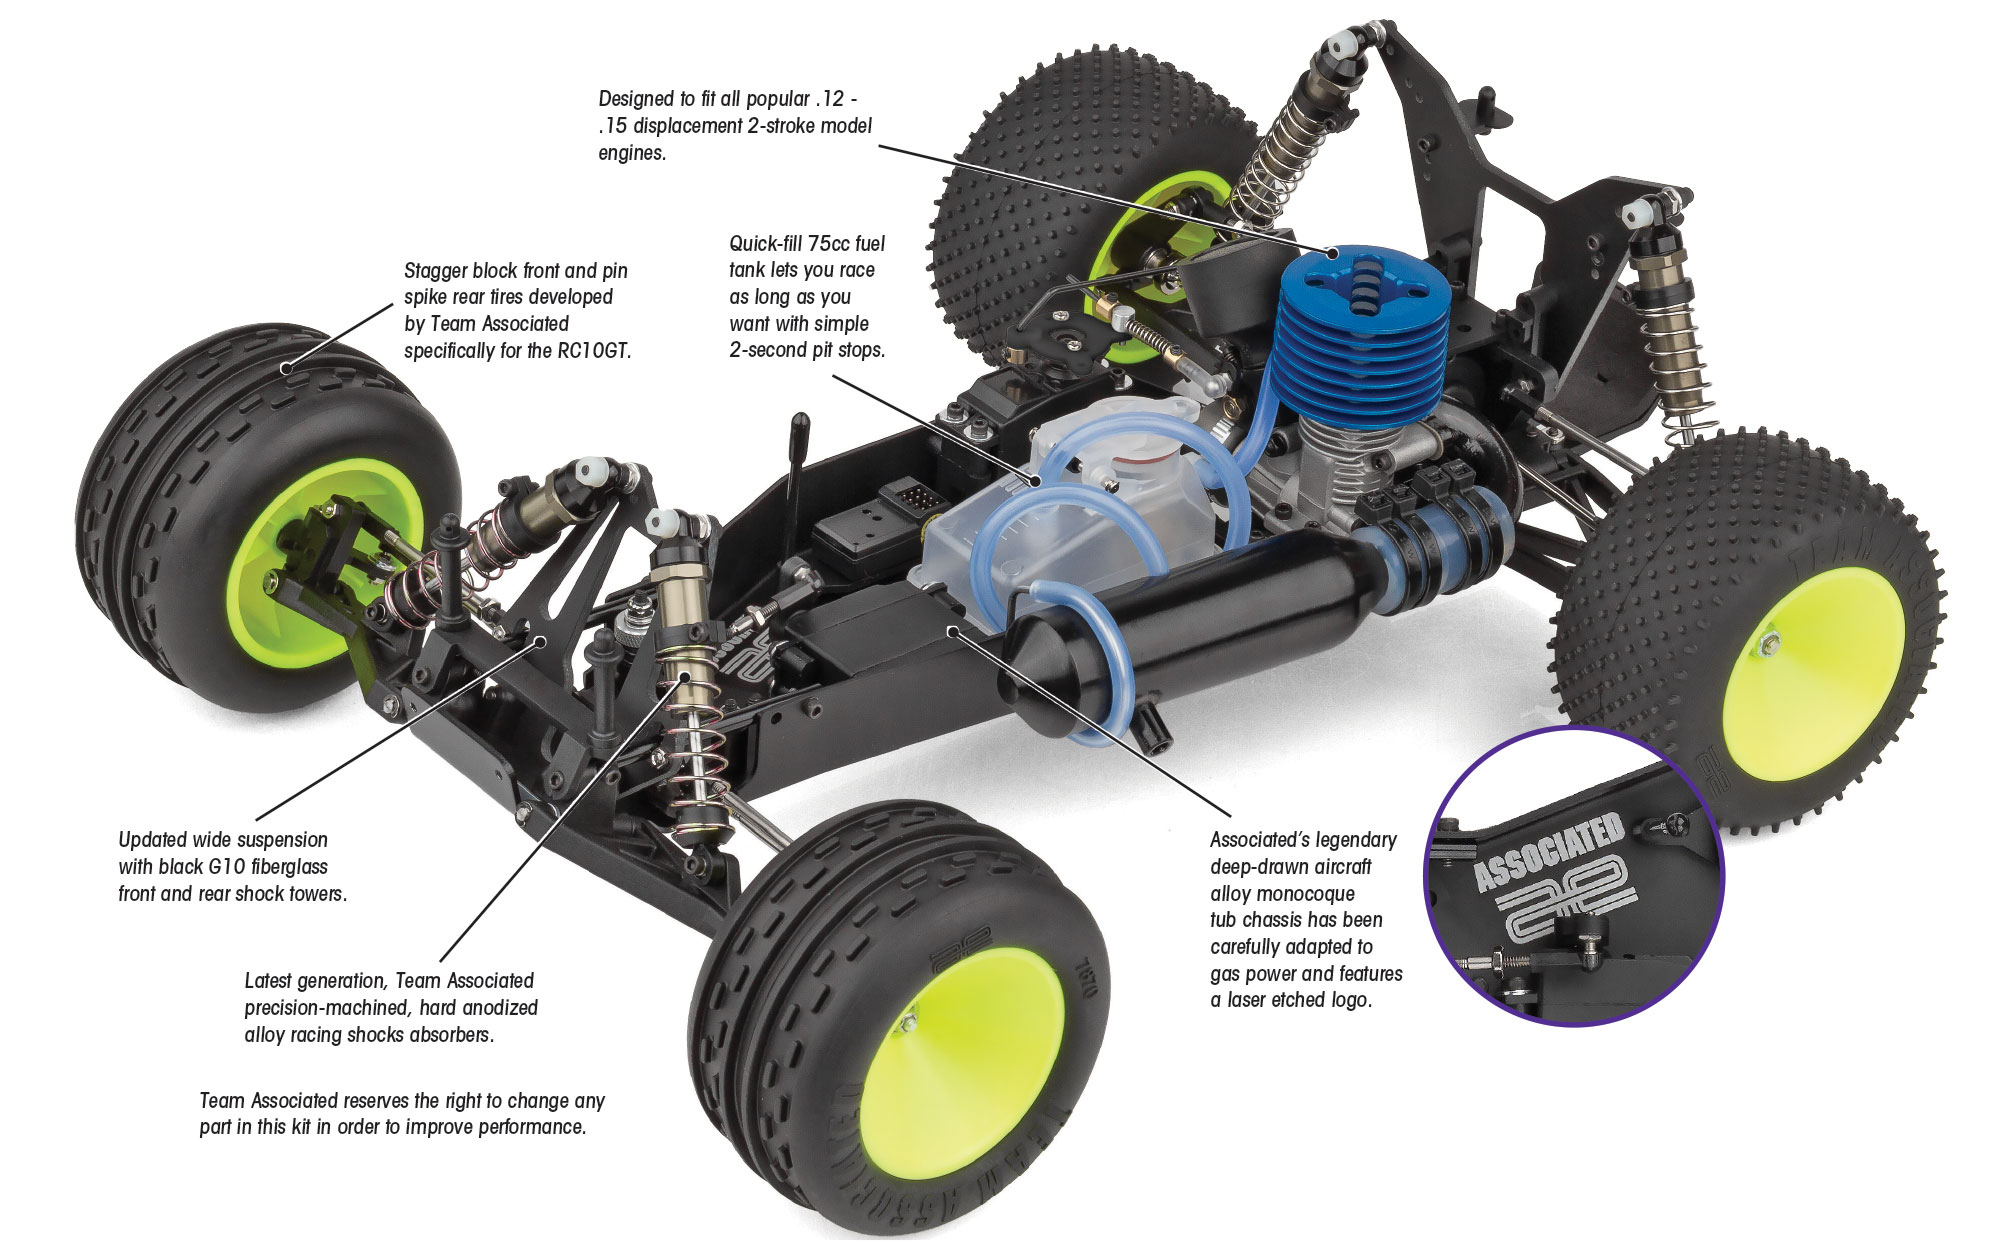 Designed to fit all popular .12 -
.15 displacement 2-stroke model
engines.
Quick-fill 75cc fuel
tank lets you race
as long as you
want with simple
2-second pit stops.
Stagger block front and pin
spike rear tires developed
by Team Associated
specifically for the RC10GT.
Updated wide suspension
with black G10 fiberglass
front and rear shock towers.
Latest generation, Team Associated
precision-machined, hard anodized
alloy racing shocks absorbers.
Team Associated reserves the right to change any
part in this kit in order to improve performance.
Associated's legendary
deep-drawn aircraft
alloy monocoque
tub chassis has been
carefully adapted to
gas power and features
a laser etched logo.
ASSOCIATED
7670
TEAM ASSOCIATED
TEAM ASSOCIATED